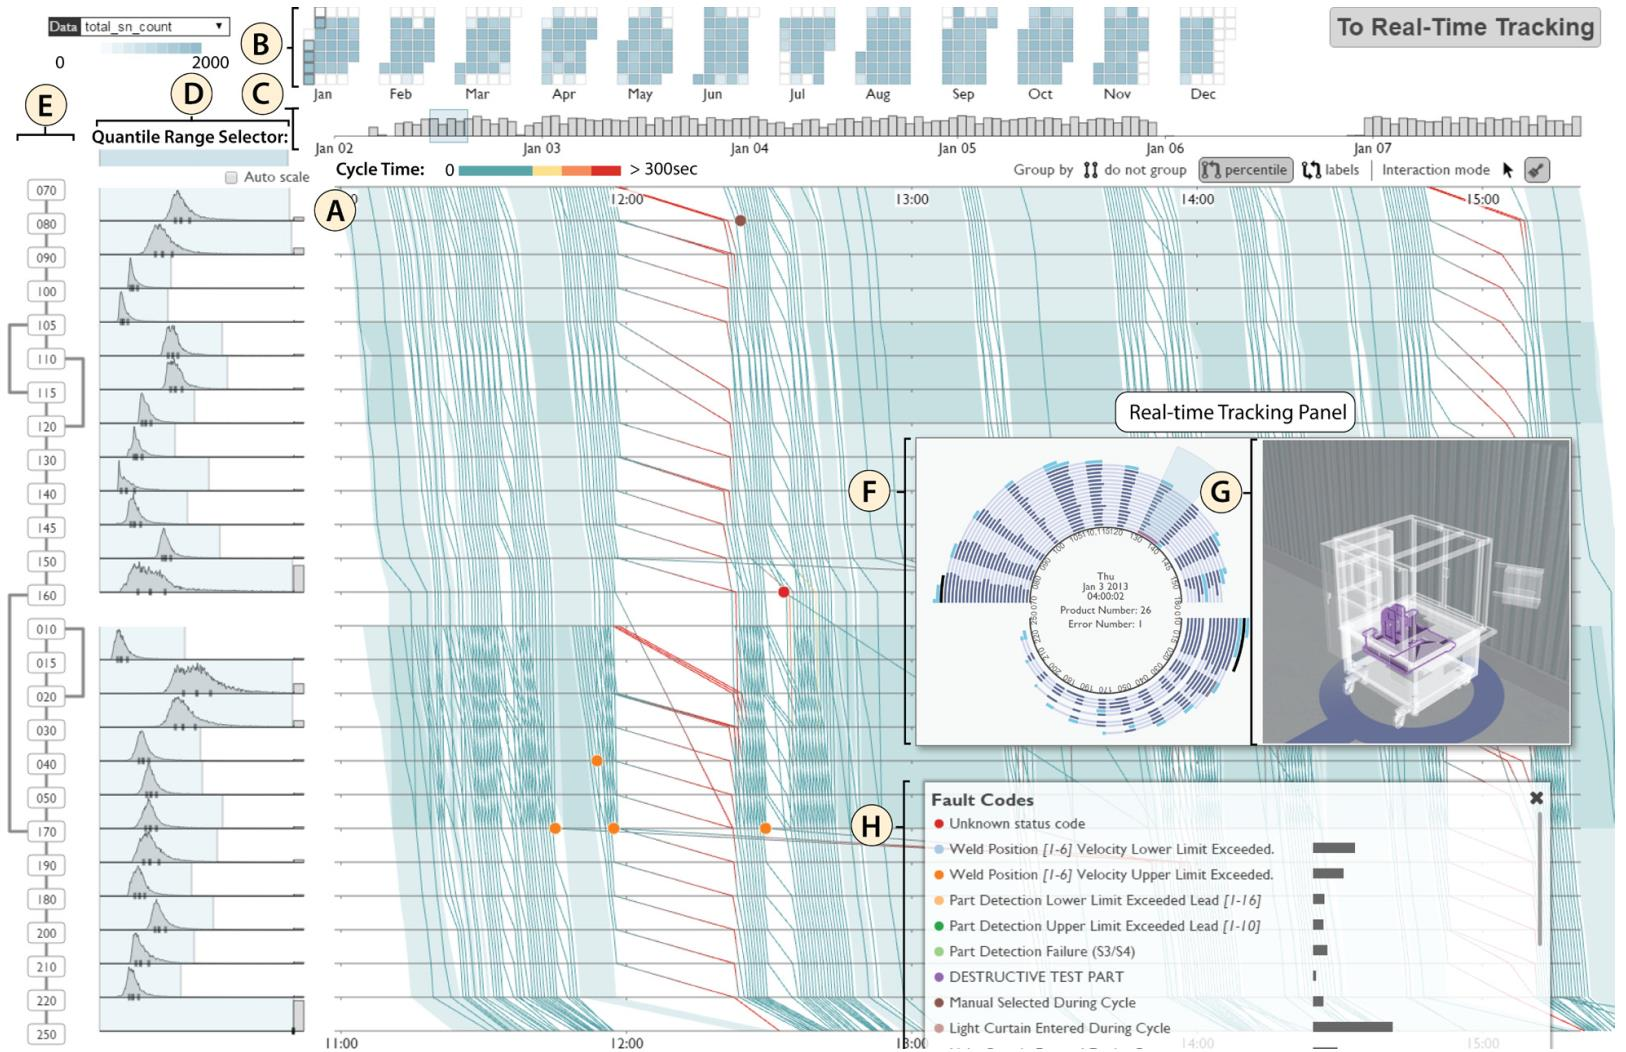 Data total_sn_count
0 2000
B
To Real-Time Tracking
Jan Feb Mar Apr May Jun Jul Aug Sep Oct Nov Dec
E D C
Quantile Range Selector:
Jan 02 Jan 03 Jan 04 Jan 05 Jan 06 Jan 07
Auto scale
Cycle Time: 0 > 300sec
Group by do not group percentile labels Interaction mode
A
12:00 13:00 14:00 15:00
070
080
090
100
105
110
115
120
130
140
145
150
160
010
015
020
030
040
050
170
190
180
200
210
220
250
Real-time Tracking Panel
F G
Thu
Jan 3 2013
04:00:02
Product Number: 26
Error Number: 1
H
Fault Codes
Unknown status code
Weld Position [1-6] Velocity Lower Limit Exceeded.
Weld Position [1-6] Velocity Upper Limit Exceeded.
Part Detection Lower Limit Exceeded Lead [1-16]
Part Detection Upper Limit Exceeded Lead [1-10]
Part Detection Failure (S3/S4)
DESTRUCTIVE TEST PART
Manual Selected During Cycle
Light Curtain Entered During Cycle
11:00 12:00 13:00 14:00 15:00